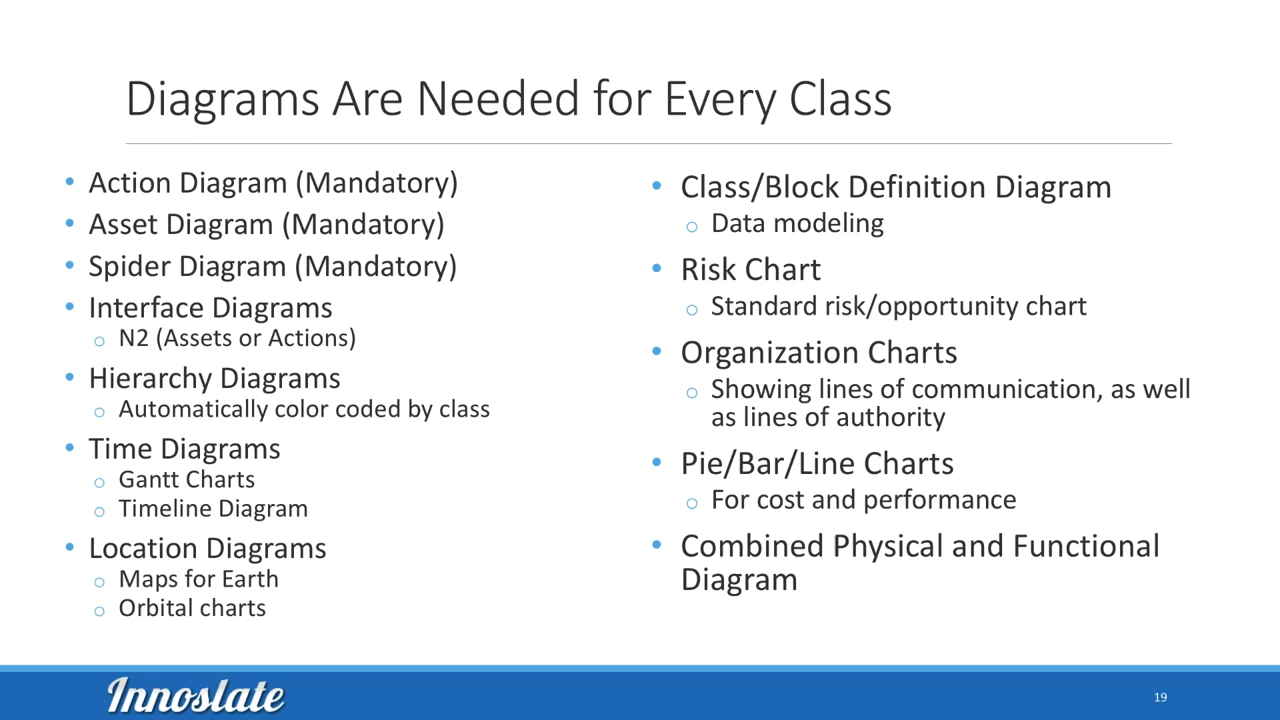 Diagrams Are Needed for Every Class
• Action Diagram (Mandatory)
• Asset Diagram (Mandatory)
• Spider Diagram (Mandatory)
• Interface Diagrams
o N2 (Assets or Actions)
• Hierarchy Diagrams
o Automatically color coded by class
• Time Diagrams
o Gantt Charts
o Timeline Diagram
• Location Diagrams
o Maps for Earth
o Orbital charts
• Class/Block Definition Diagram
o Data modeling
• Risk Chart
o Standard risk/opportunity chart
• Organization Charts
o Showing lines of communication, as well
as lines of authority
• Pie/Bar/Line Charts
o For cost and performance
• Combined Physical and Functional
Diagram
Innoslate
19